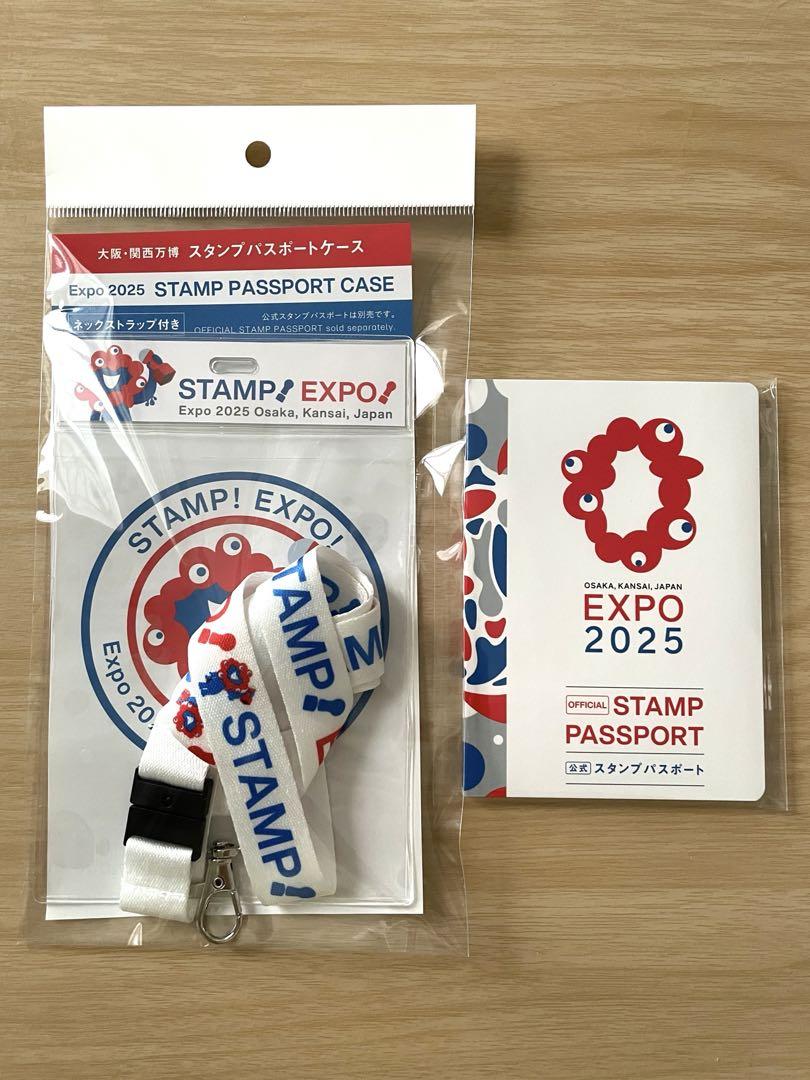 大阪・関西万博 スタンプパスポートケース
Expo 2025 STAMP PASSPORT CASE
ネックストラップ付き
公式スタンプパスポートは別売です。
OFFICIAL STAMP PASSPORT sold separately.
STAMP! EXPO!
Expo 2025 Osaka, Kansai, Japan
STAMP! EXPO!
Expo 20
STAMP!
STAMP!
OSAKA, KANSAI, JAPAN
EXPO
2025
OFFICIAL STAMP
PASSPORT
公式 スタンプパスポート